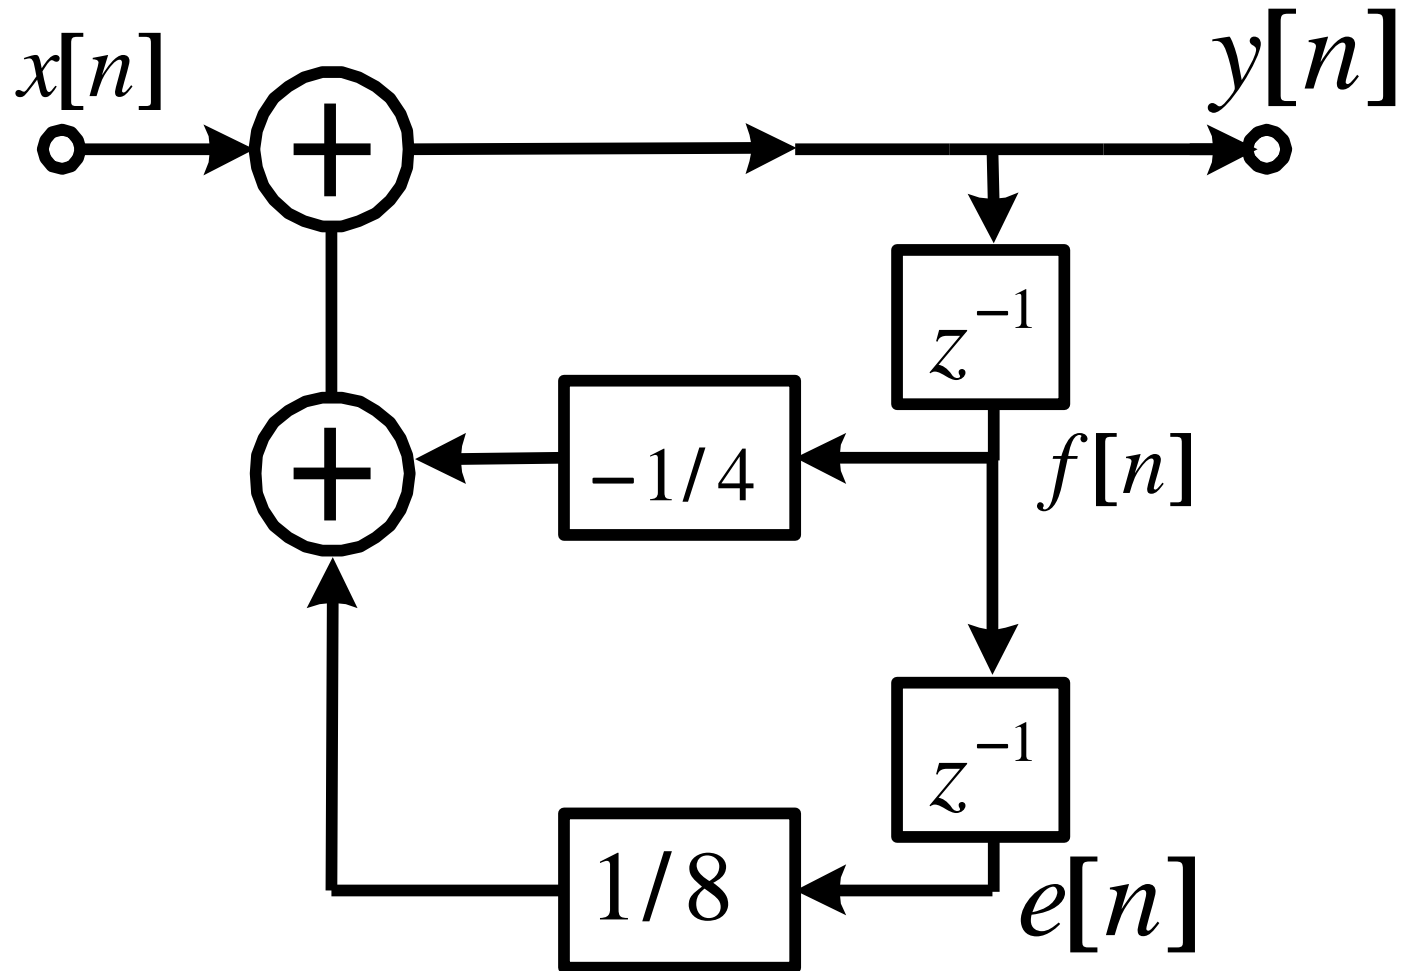 x[n]
y[n]
+
z⁻¹
-1/4
f[n]
+
z⁻¹
1/8
e[n]